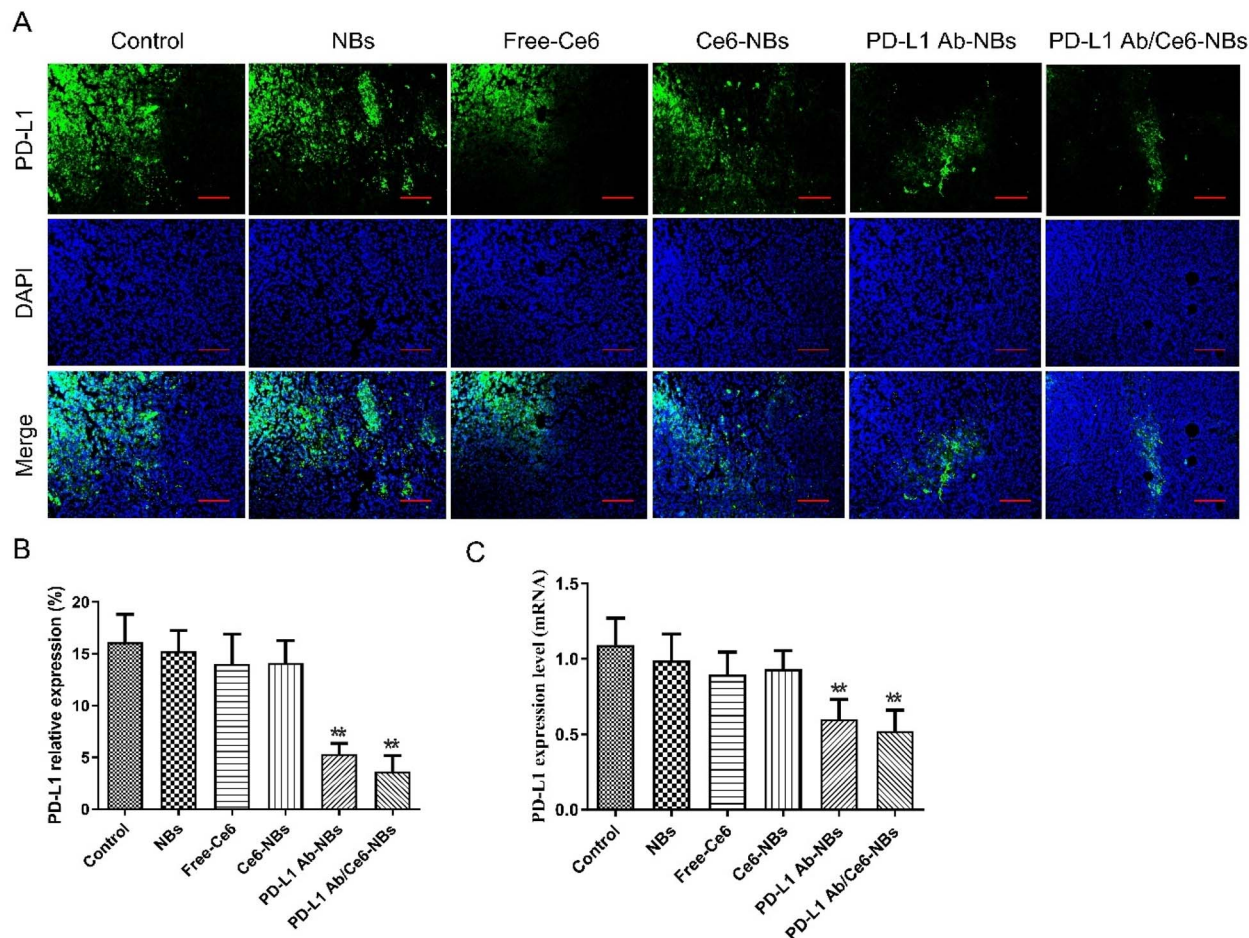 A
Control NBs Free-Ce6 Ce6-NBs PD-L1 Ab-NBs PD-L1 Ab/Ce6-NBs
PD-L1
DAPI
Merge
B
PD-L1 relative expression (%)
20
15
10
5
0
** **
Control NBs Free-Ce6 Ce6-NBs PD-L1 Ab-NBs PD-L1 Ab/Ce6-NBs
C
PD-L1 expression level (mRNA)
1.5
1.0
0.5
0.0
** **
Control NBs Free-Ce6 Ce6-NBs PD-L1 Ab-NBs PD-L1 Ab/Ce6-NBs